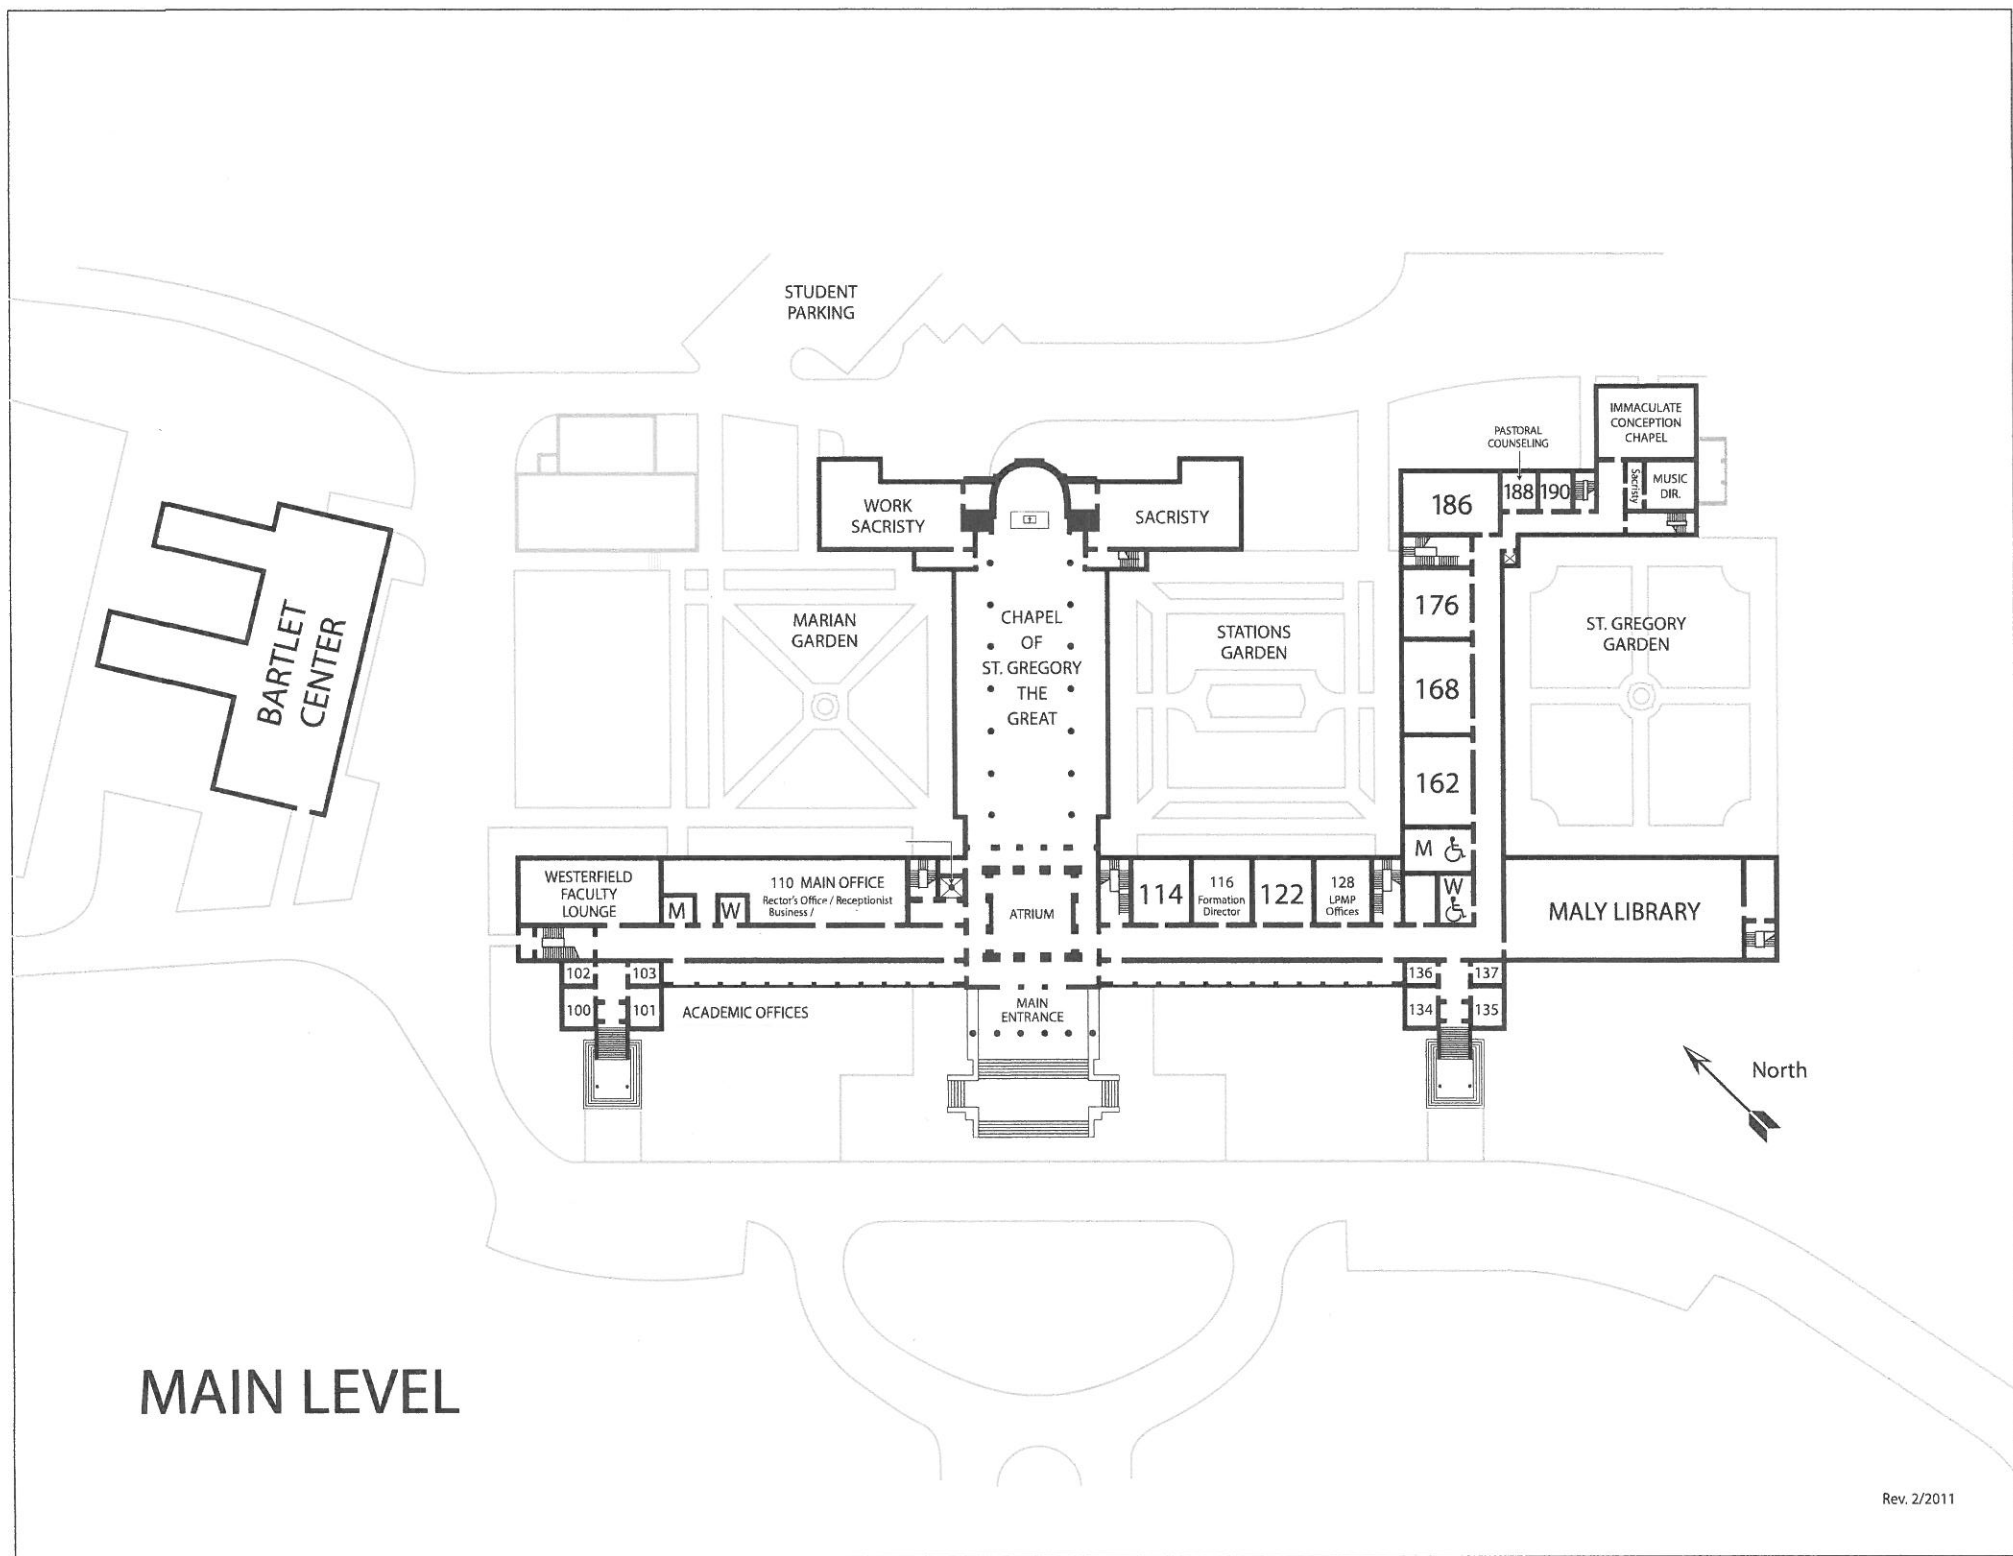 STUDENT
PARKING
IMMACULATE
CONCEPTION
CHAPEL
PASTORAL
COUNSELING
WORK
SACRISTY
SACRISTY
186
188
190
Sacristy
MUSIC
DIR.
BARTLET
CENTER
MARIAN
GARDEN
CHAPEL
OF
ST. GREGORY
THE
GREAT
STATIONS
GARDEN
176
168
162
ST. GREGORY
GARDEN
M
W
WESTERFIELD
FACULTY
LOUNGE
M
W
110 MAIN OFFICE
Rector's Office / Receptionist
Business /
ATRIUM
114
116
Formation
Director
122
128
LPMP
Offices
MALY LIBRARY
102
103
100
101
ACADEMIC OFFICES
MAIN
ENTRANCE
136
137
134
135
North
MAIN LEVEL
Rev. 2/2011